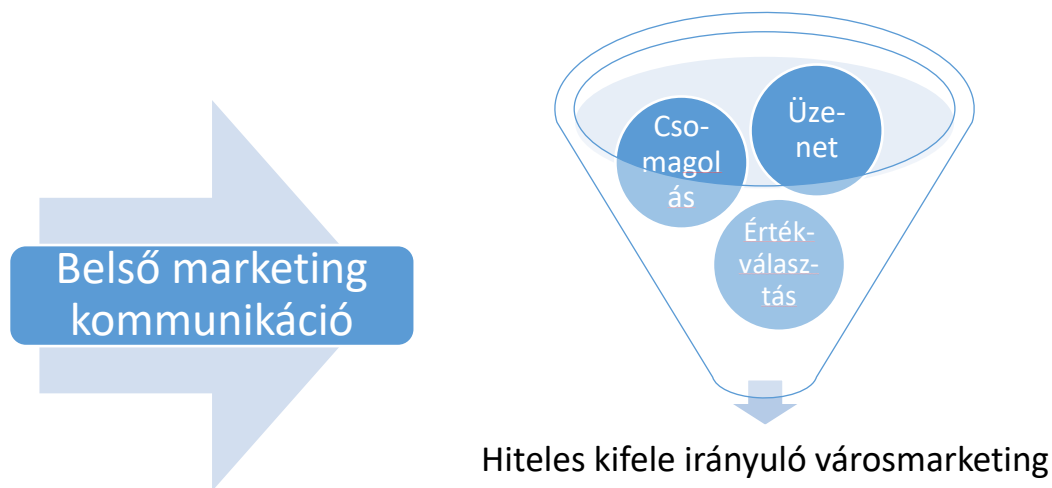 Belső marketing
kommunikáció
Cso-
magol
ás
Üze-
net
Érték-
válasz-
tás
Hiteles kifele irányuló városmarketing